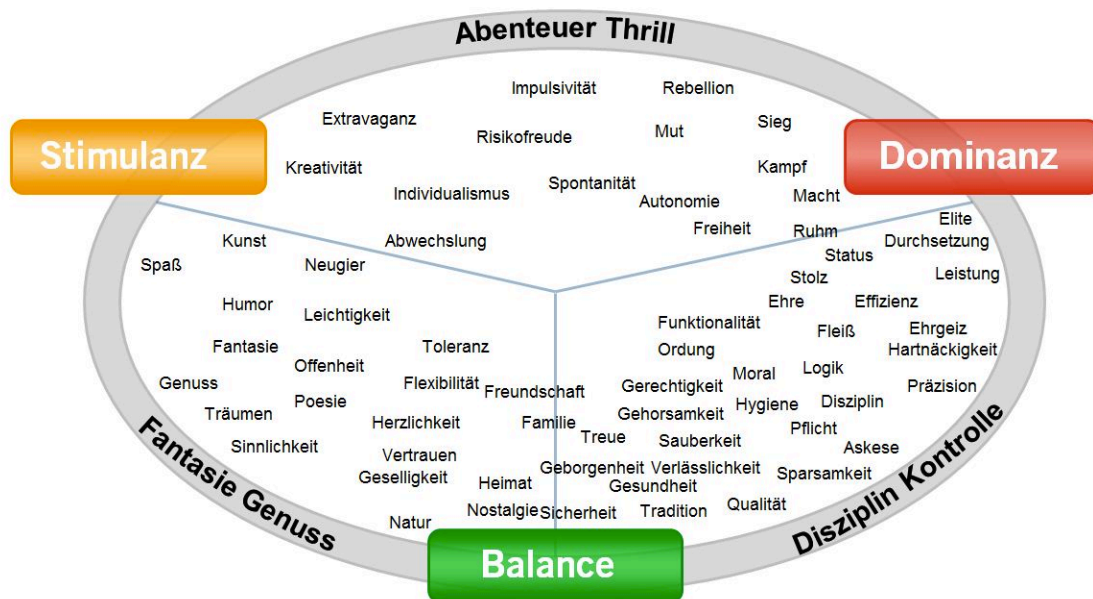 Abenteuer Thrill
Impulsivität
Rebellion
Extravaganz
Risikofreude
Mut
Sieg
Stimulanz
Dominanz
Kreativität
Individualismus
Spontanität
Kampf
Autonomie
Macht
Freiheit
Ruhm
Elite
Kunst
Abwechslung
Durchsetzung
Status
Spaß
Neugier
Stolz
Leistung
Humor
Leichtigkeit
Ehre
Effizienz
Funktionalität
Fleiß
Ehrgeiz
Fantasie
Toleranz
Ordung
Hartnäckigkeit
Offenheit
Moral
Logik
Genuss
Flexibilität
Freundschaft
Gerechtigkeit
Präzision
Träumen
Poesie
Hygiene
Disziplin
Herzlichkeit
Familie
Gehorsamkeit
Pflicht
Sinnlichkeit
Treue
Sauberkeit
Askese
Vertrauen
Geselligkeit
Geborgenheit
Verlässlichkeit
Sparsamkeit
Heimat
Gesundheit
Natur
Nostalgie
Sicherheit
Tradition
Qualität
Fantasie Genuss
Disziplin Kontrolle
Balance